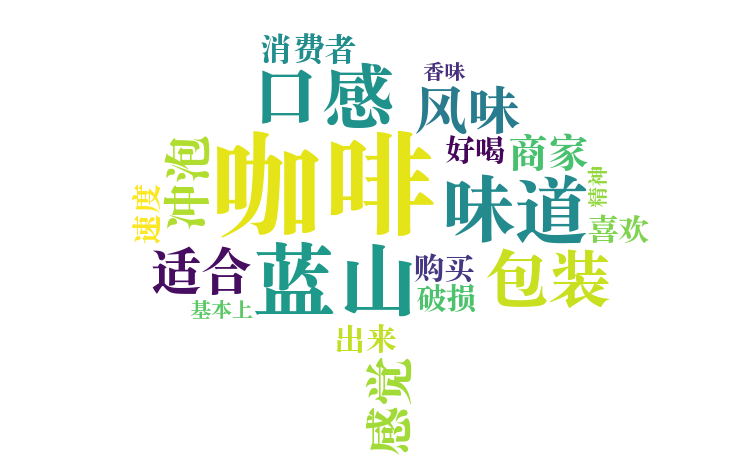 消费者
香味
口感
风味
咖啡
好喝
商家
冲泡
味道
精神
速度
喜欢
适合
蓝山
购买
包装
破损
基本上
出来
感觉